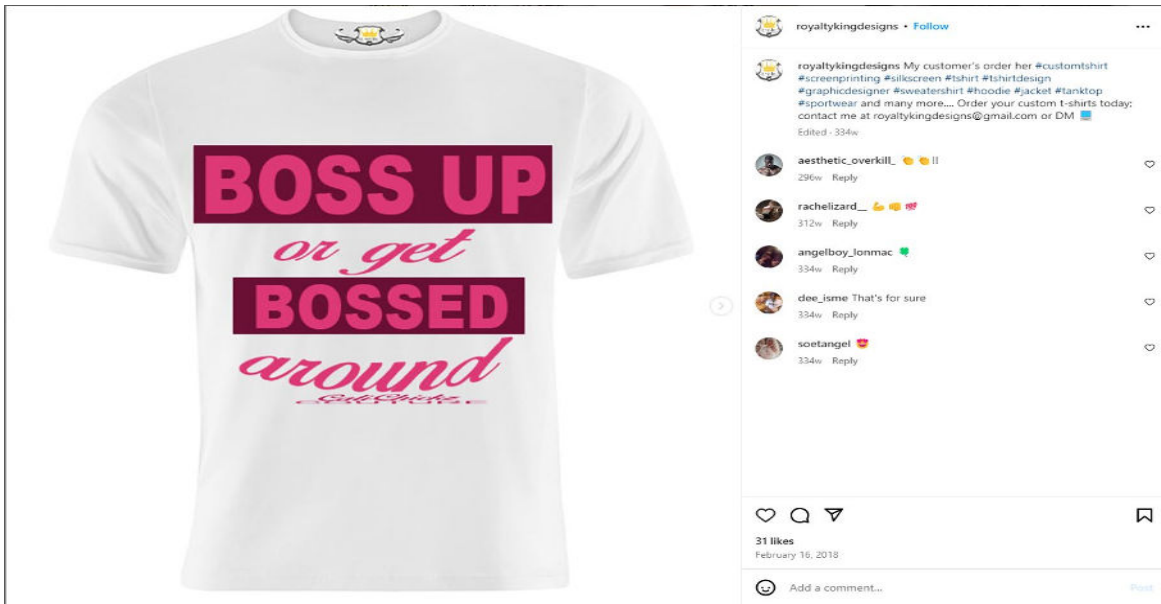 BOSS UP
or get
BOSSED
around
CaliChickz
COUTURE
royaltykingdesigns • Follow
royaltykingdesigns My customer's order her #customtshirt
#screenprinting #silkscreen #tshirt #tshirtdesign
#graphicdesigner #sweatershirt #hoodie #jacket #tanktop
#sportwear and many more.... Order your custom t-shirts today;
contact me at royaltykingdesigns@gmail.com or DM
Edited · 334w
aesthetic_overkill_ 👏👏!!
296w Reply
rachelizard__ 💪👊💯
312w Reply
angelboy_lonmac 🍀
334w Reply
dee_isme That's for sure
334w Reply
soetangel 😍
334w Reply
31 likes
February 16, 2018
Add a comment...
Post